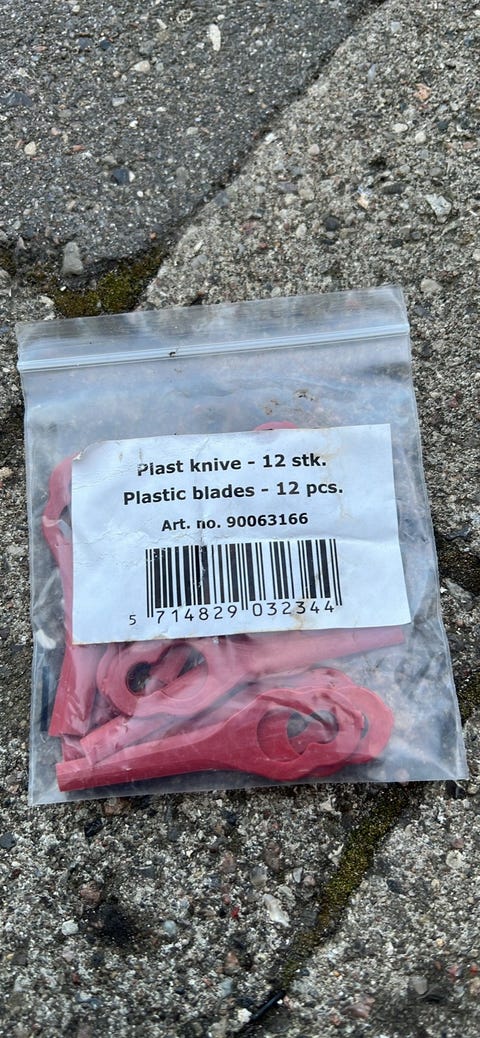 Plast knive - 12 stk.
Plastic blades - 12 pcs.
Art. no. 90063166
5 714829 032344